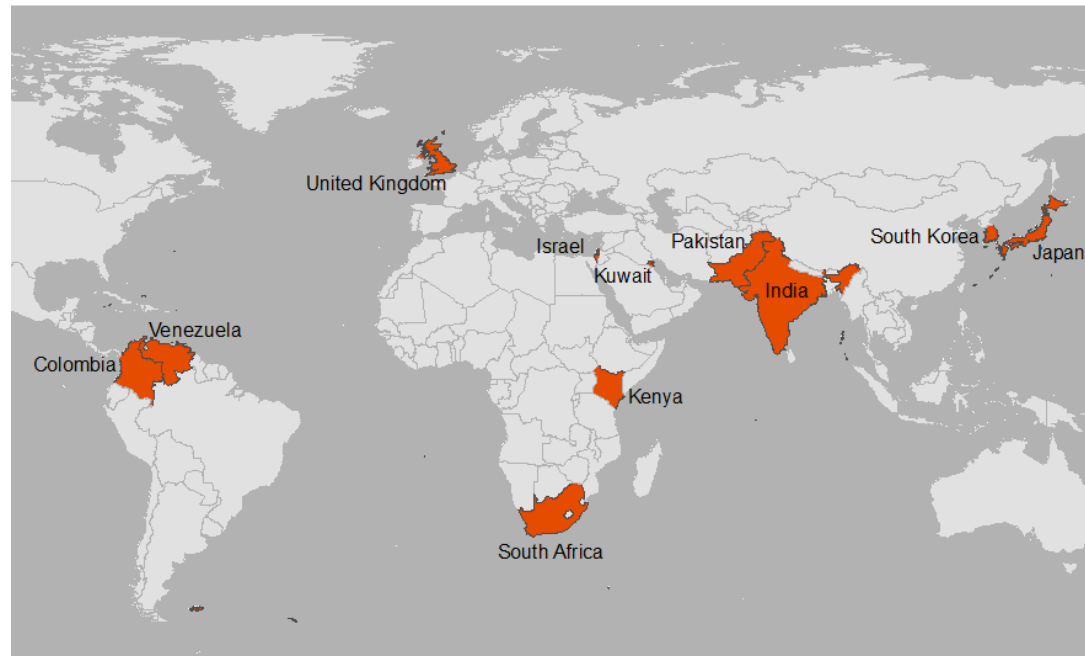 United Kingdom
Israel
Kuwait
Pakistan
India
South Korea
Japan
Venezuela
Colombia
Kenya
South Africa